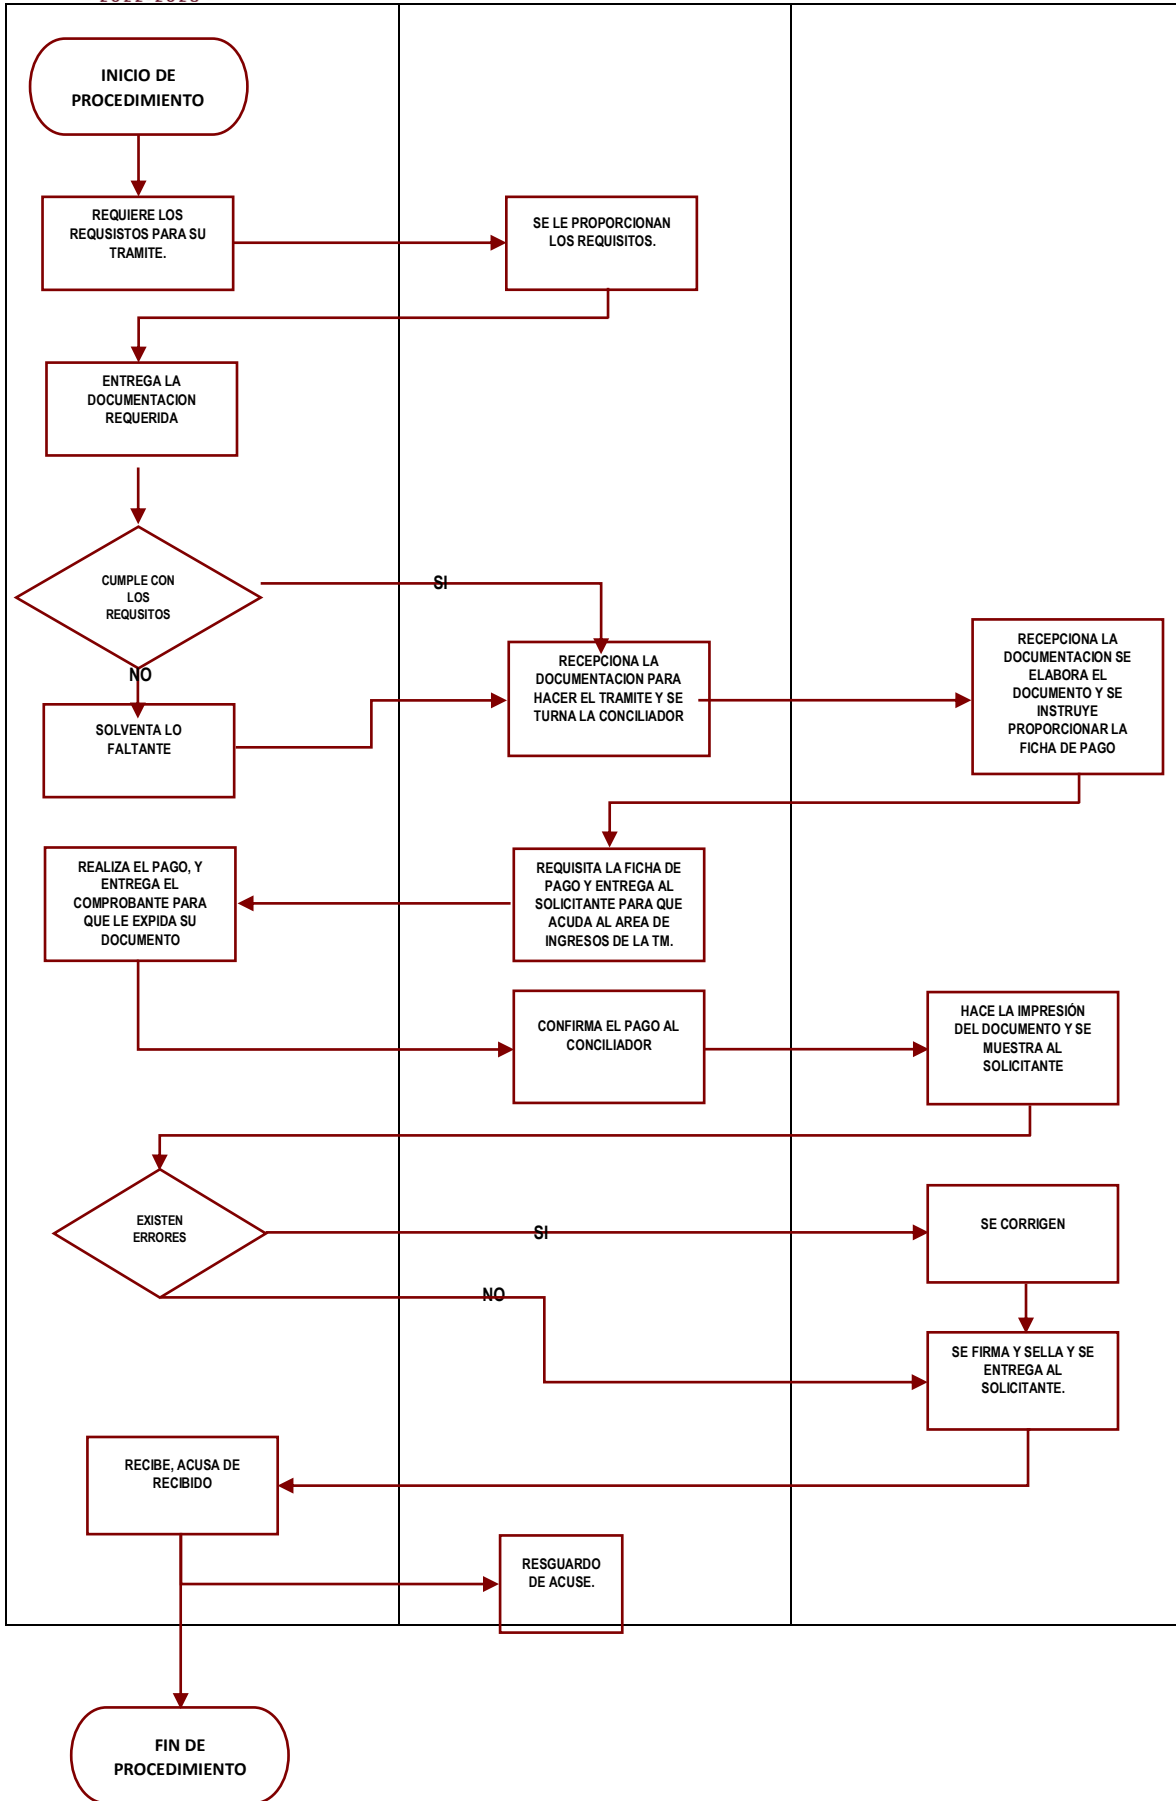 INICIO DE
PROCEDIMIENTO
REQUIERE LOS
REQUSISTOS PARA SU
TRAMITE.
SE LE PROPORCIONAN
LOS REQUISITOS.
ENTREGA LA
DOCUMENTACION
REQUERIDA
CUMPLE CON
LOS
REQUSITOS
SI
NO
SOLVENTA LO
FALTANTE
RECEPCIONA LA
DOCUMENTACION PARA
HACER EL TRAMITE Y SE
TURNA LA CONCILIADOR
RECEPCIONA LA
DOCUMENTACION SE
ELABORA EL
DOCUMENTO Y SE
INSTRUYE
PROPORCIONAR LA
FICHA DE PAGO
REALIZA EL PAGO, Y
ENTREGA EL
COMPROBANTE PARA
QUE LE EXPIDA SU
DOCUMENTO
REQUISITA LA FICHA DE
PAGO Y ENTREGA AL
SOLICITANTE PARA QUE
ACUDA AL AREA DE
INGRESOS DE LA TM.
CONFIRMA EL PAGO AL
CONCILIADOR
HACE LA IMPRESIÓN
DEL DOCUMENTO Y SE
MUESTRA AL
SOLICITANTE
EXISTEN
ERRORES
SI
SE CORRIGEN
NO
SE FIRMA Y SELLA Y SE
ENTREGA AL
SOLICITANTE.
RECIBE, ACUSA DE
RECIBIDO
RESGUARDO
DE ACUSE.
FIN DE
PROCEDIMIENTO